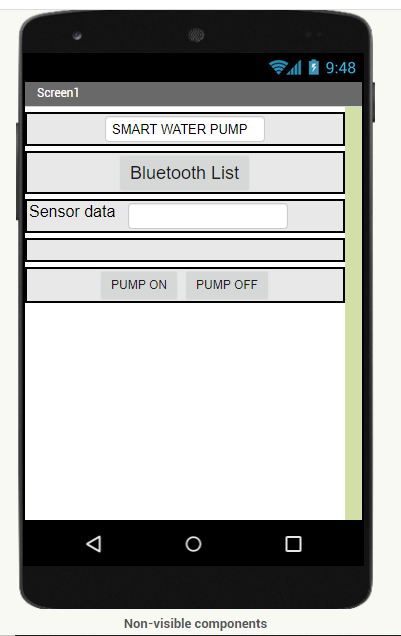 9:48
Screen1
SMART WATER PUMP
Bluetooth List
Sensor data
PUMP ON PUMP OFF
Non-visible components